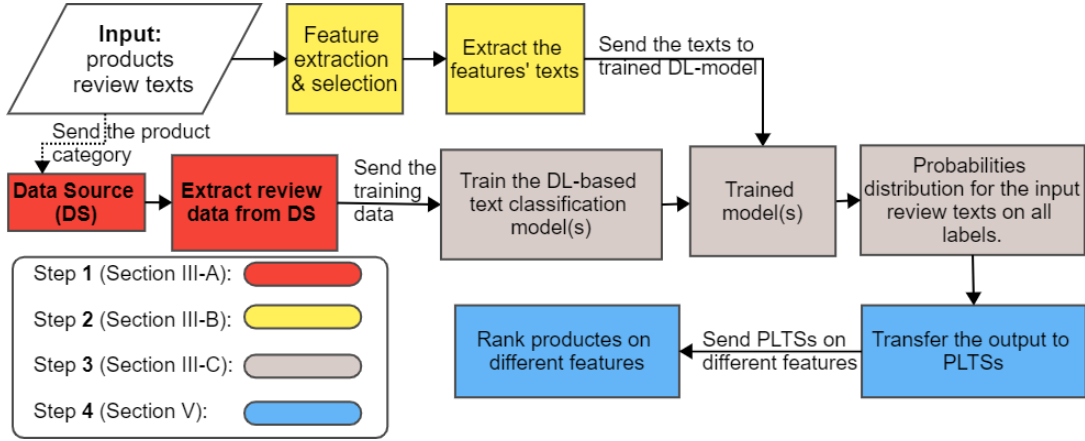 Input:
products
review texts
Feature
extraction
& selection
Extract the
features' texts
Send the texts to
trained DL-model
Send the product
category
Data Source
(DS)
Extract review
data from DS
Send the
training
data
Train the DL-based
text classification
model(s)
Trained
model(s)
Probabilities
distribution for the input
review texts on all
labels.
Step 1 (Section III-A):
Step 2 (Section III-B):
Step 3 (Section III-C):
Step 4 (Section V):
Rank productes on
different features
Send PLTSs on
different features
Transfer the output to
PLTSs